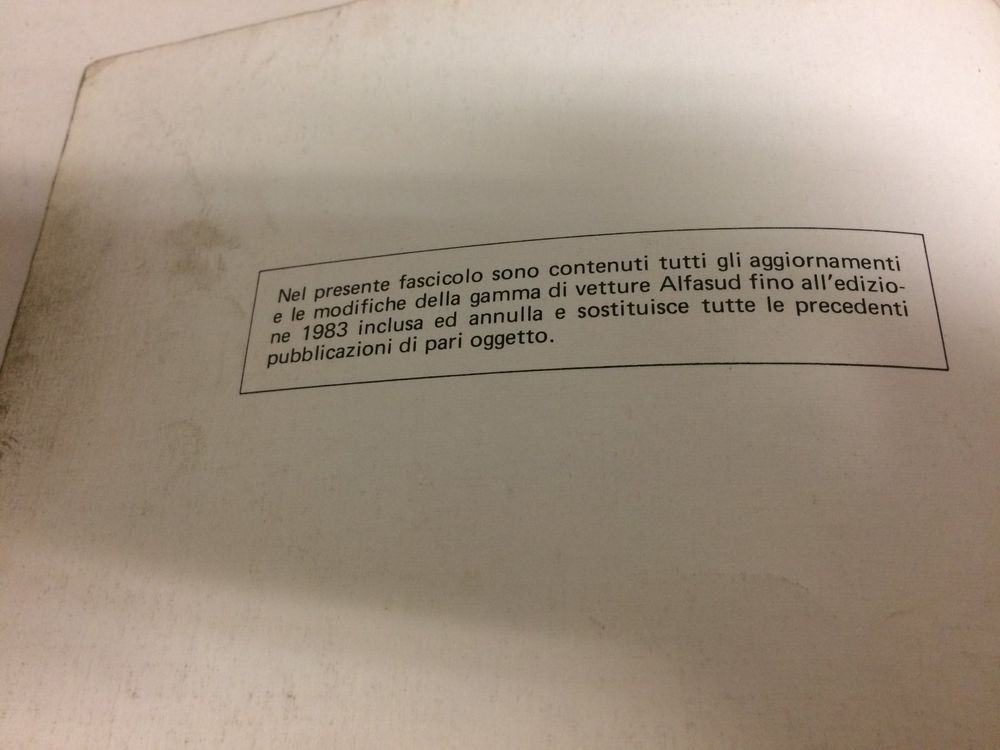 Nel presente fascicolo sono contenuti tutti gli aggiornamenti
e le modifiche della gamma di vetture Alfasud fino all'edizio-
ne 1983 inclusa ed annulla e sostituisce tutte le precedenti
pubblicazioni di pari oggetto.